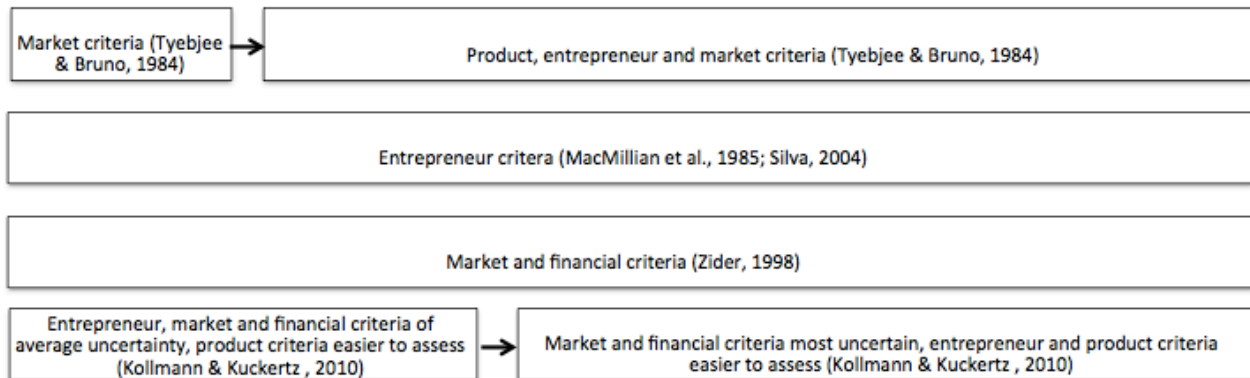 Market criteria (Tyebjee
& Bruno, 1984)
Product, entrepreneur and market criteria (Tyebjee & Bruno, 1984)
Entrepreneur critera (MacMillian et al., 1985; Silva, 2004)
Market and financial criteria (Zider, 1998)
Entrepreneur, market and financial criteria of
average uncertainty, product criteria easier to assess
(Kollmann & Kuckertz , 2010)
Market and financial criteria most uncertain, entrepreneur and product criteria
easier to assess (Kollmann & Kuckertz , 2010)